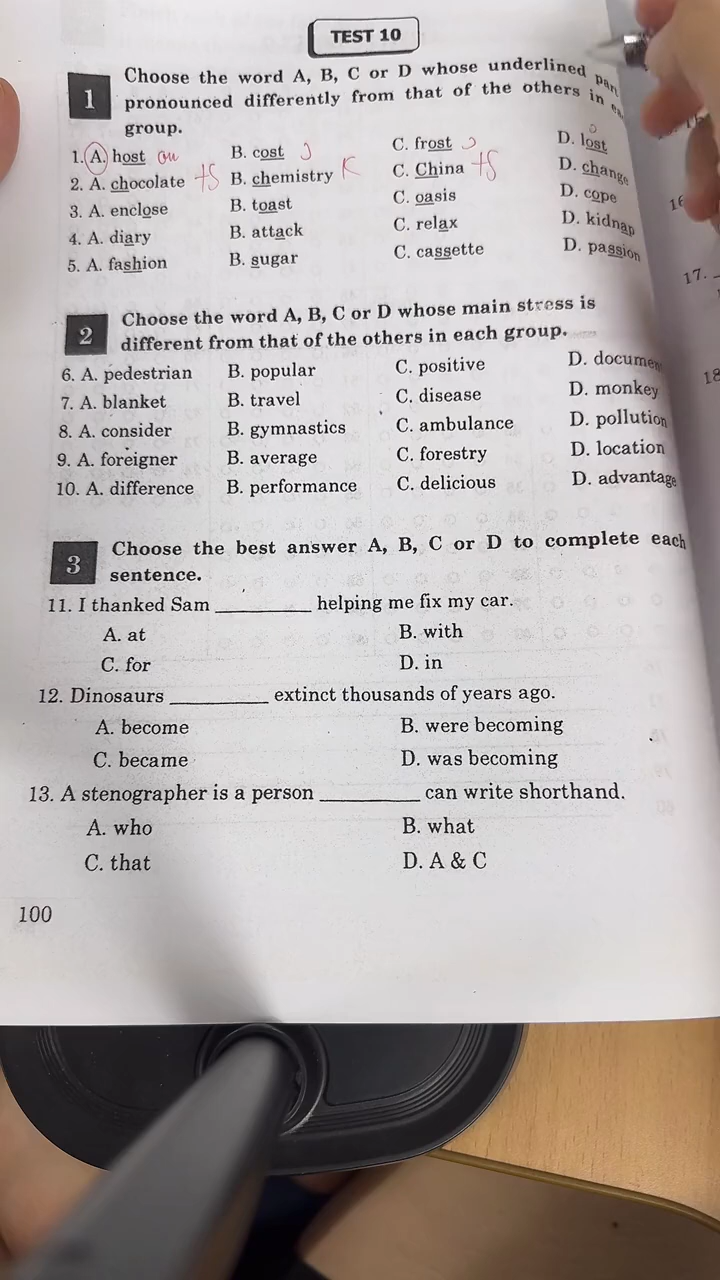 TEST 10
1 Choose the word A, B, C or D whose underlined
pronounced differently from that of the others in
group.
1. A. host ou B. cost ɔ C. frost ɔ D. lost ɔ
2. A. chocolate tS B. chemistry K C. China tS D. change
3. A. enclose B. toast C. oasis D. cope
4. A. diary B. attack C. relax D. kidnap
5. A. fashion B. sugar C. cassette D. passion
2 Choose the word A, B, C or D whose main stress is
different from that of the others in each group.
6. A. pedestrian B. popular C. positive D. documen
7. A. blanket B. travel C. disease D. monkey
8. A. consider B. gymnastics C. ambulance D. pollution
9. A. foreigner B. average C. forestry D. location
10. A. difference B. performance C. delicious D. advantage
3 Choose the best answer A, B, C or D to complete each
sentence.
11. I thanked Sam __________ helping me fix my car.
A. at B. with
C. for D. in
12. Dinosaurs __________ extinct thousands of years ago.
A. become B. were becoming
C. became D. was becoming
13. A stenographer is a person __________ can write shorthand.
A. who B. what
C. that D. A & C
100
16
17.
18